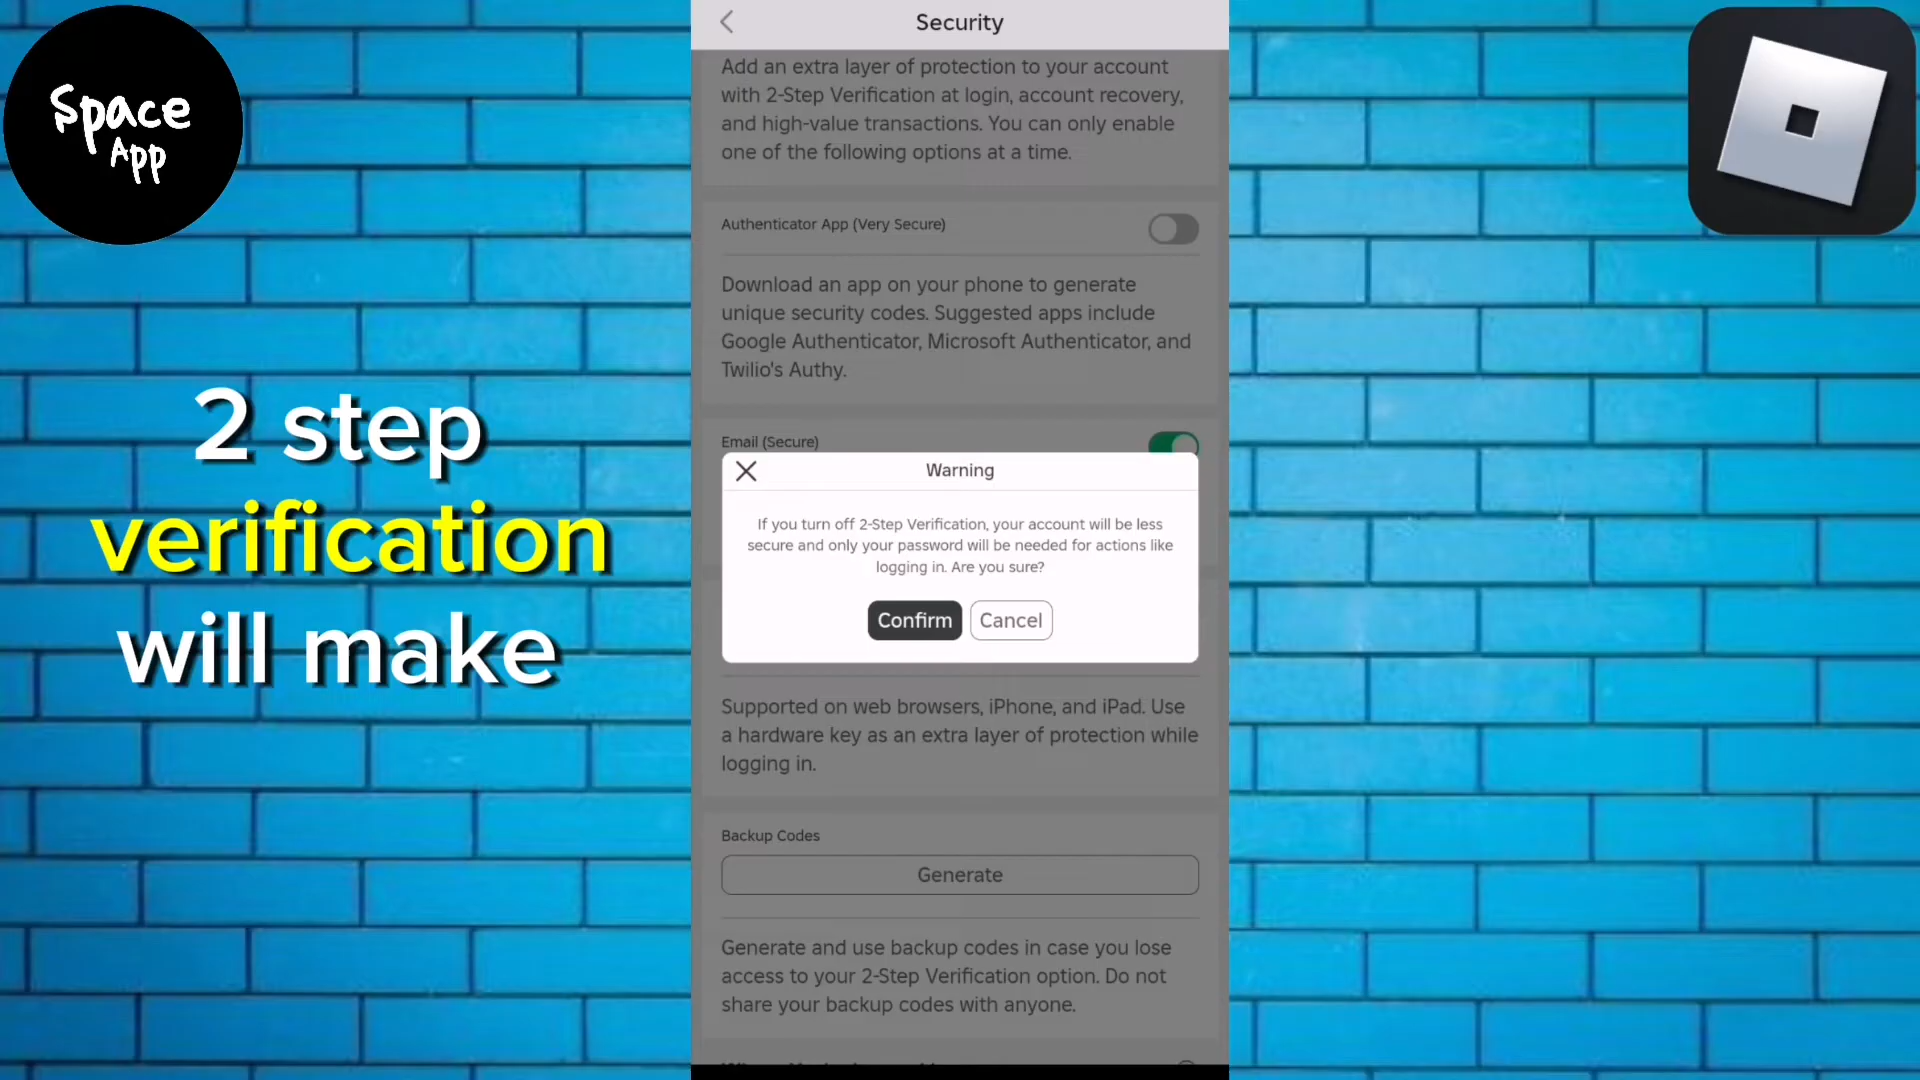 Space
App
2 step
verification
will make
Security
Add an extra layer of protection to your account
with 2-Step Verification at login, account recovery,
and high-value transactions. You can only enable
one of the following options at a time.
Authenticator App (Very Secure)
Download an app on your phone to generate
unique security codes. Suggested apps include
Google Authenticator, Microsoft Authenticator, and
Twilio's Authy.
Email (Secure)
Warning
If you turn off 2-Step Verification, your account will be less
secure and only your password will be needed for actions like
logging in. Are you sure?
Confirm Cancel
Supported on web browsers, iPhone, and iPad. Use
a hardware key as an extra layer of protection while
logging in.
Backup Codes
Generate
Generate and use backup codes in case you lose
access to your 2-Step Verification option. Do not
share your backup codes with anyone.